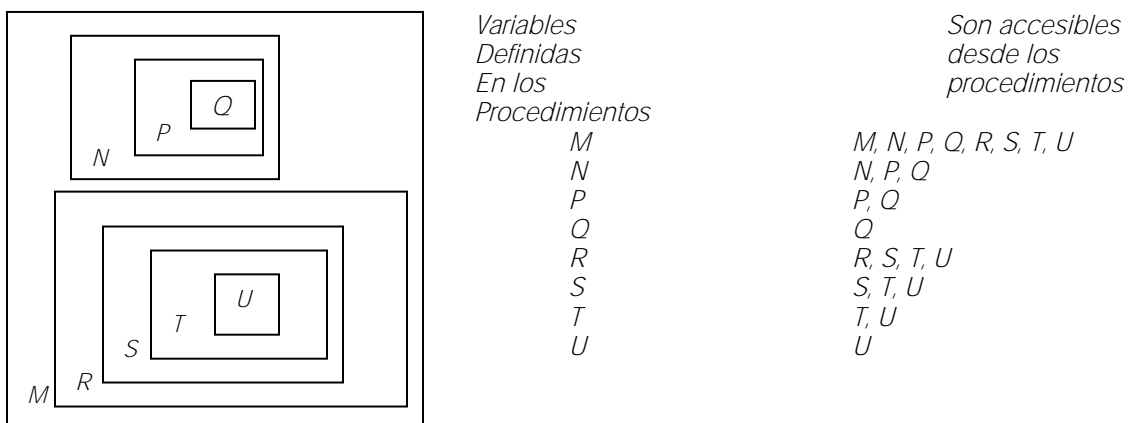 Q
P
N
U
T
S
R
M
Variables
Definidas
En los
Procedimientos
Son accesibles
desde los
procedimientos
M M, N, P, Q, R, S, T, U
N N, P, Q
P P, Q
Q Q
R R, S, T, U
S S, T, U
T T, U
U U